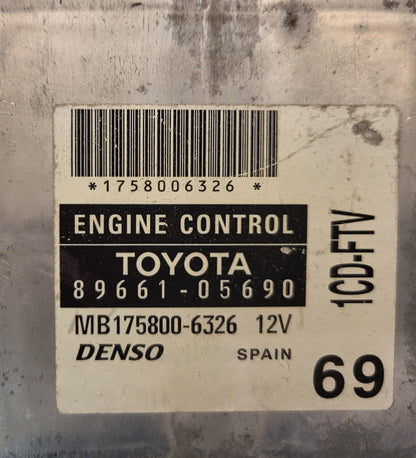 *1758006326*
ENGINE CONTROL
TOYOTA
89661-05690
MB175800-6326 12V
DENSO SPAIN
1CD-FTV
69